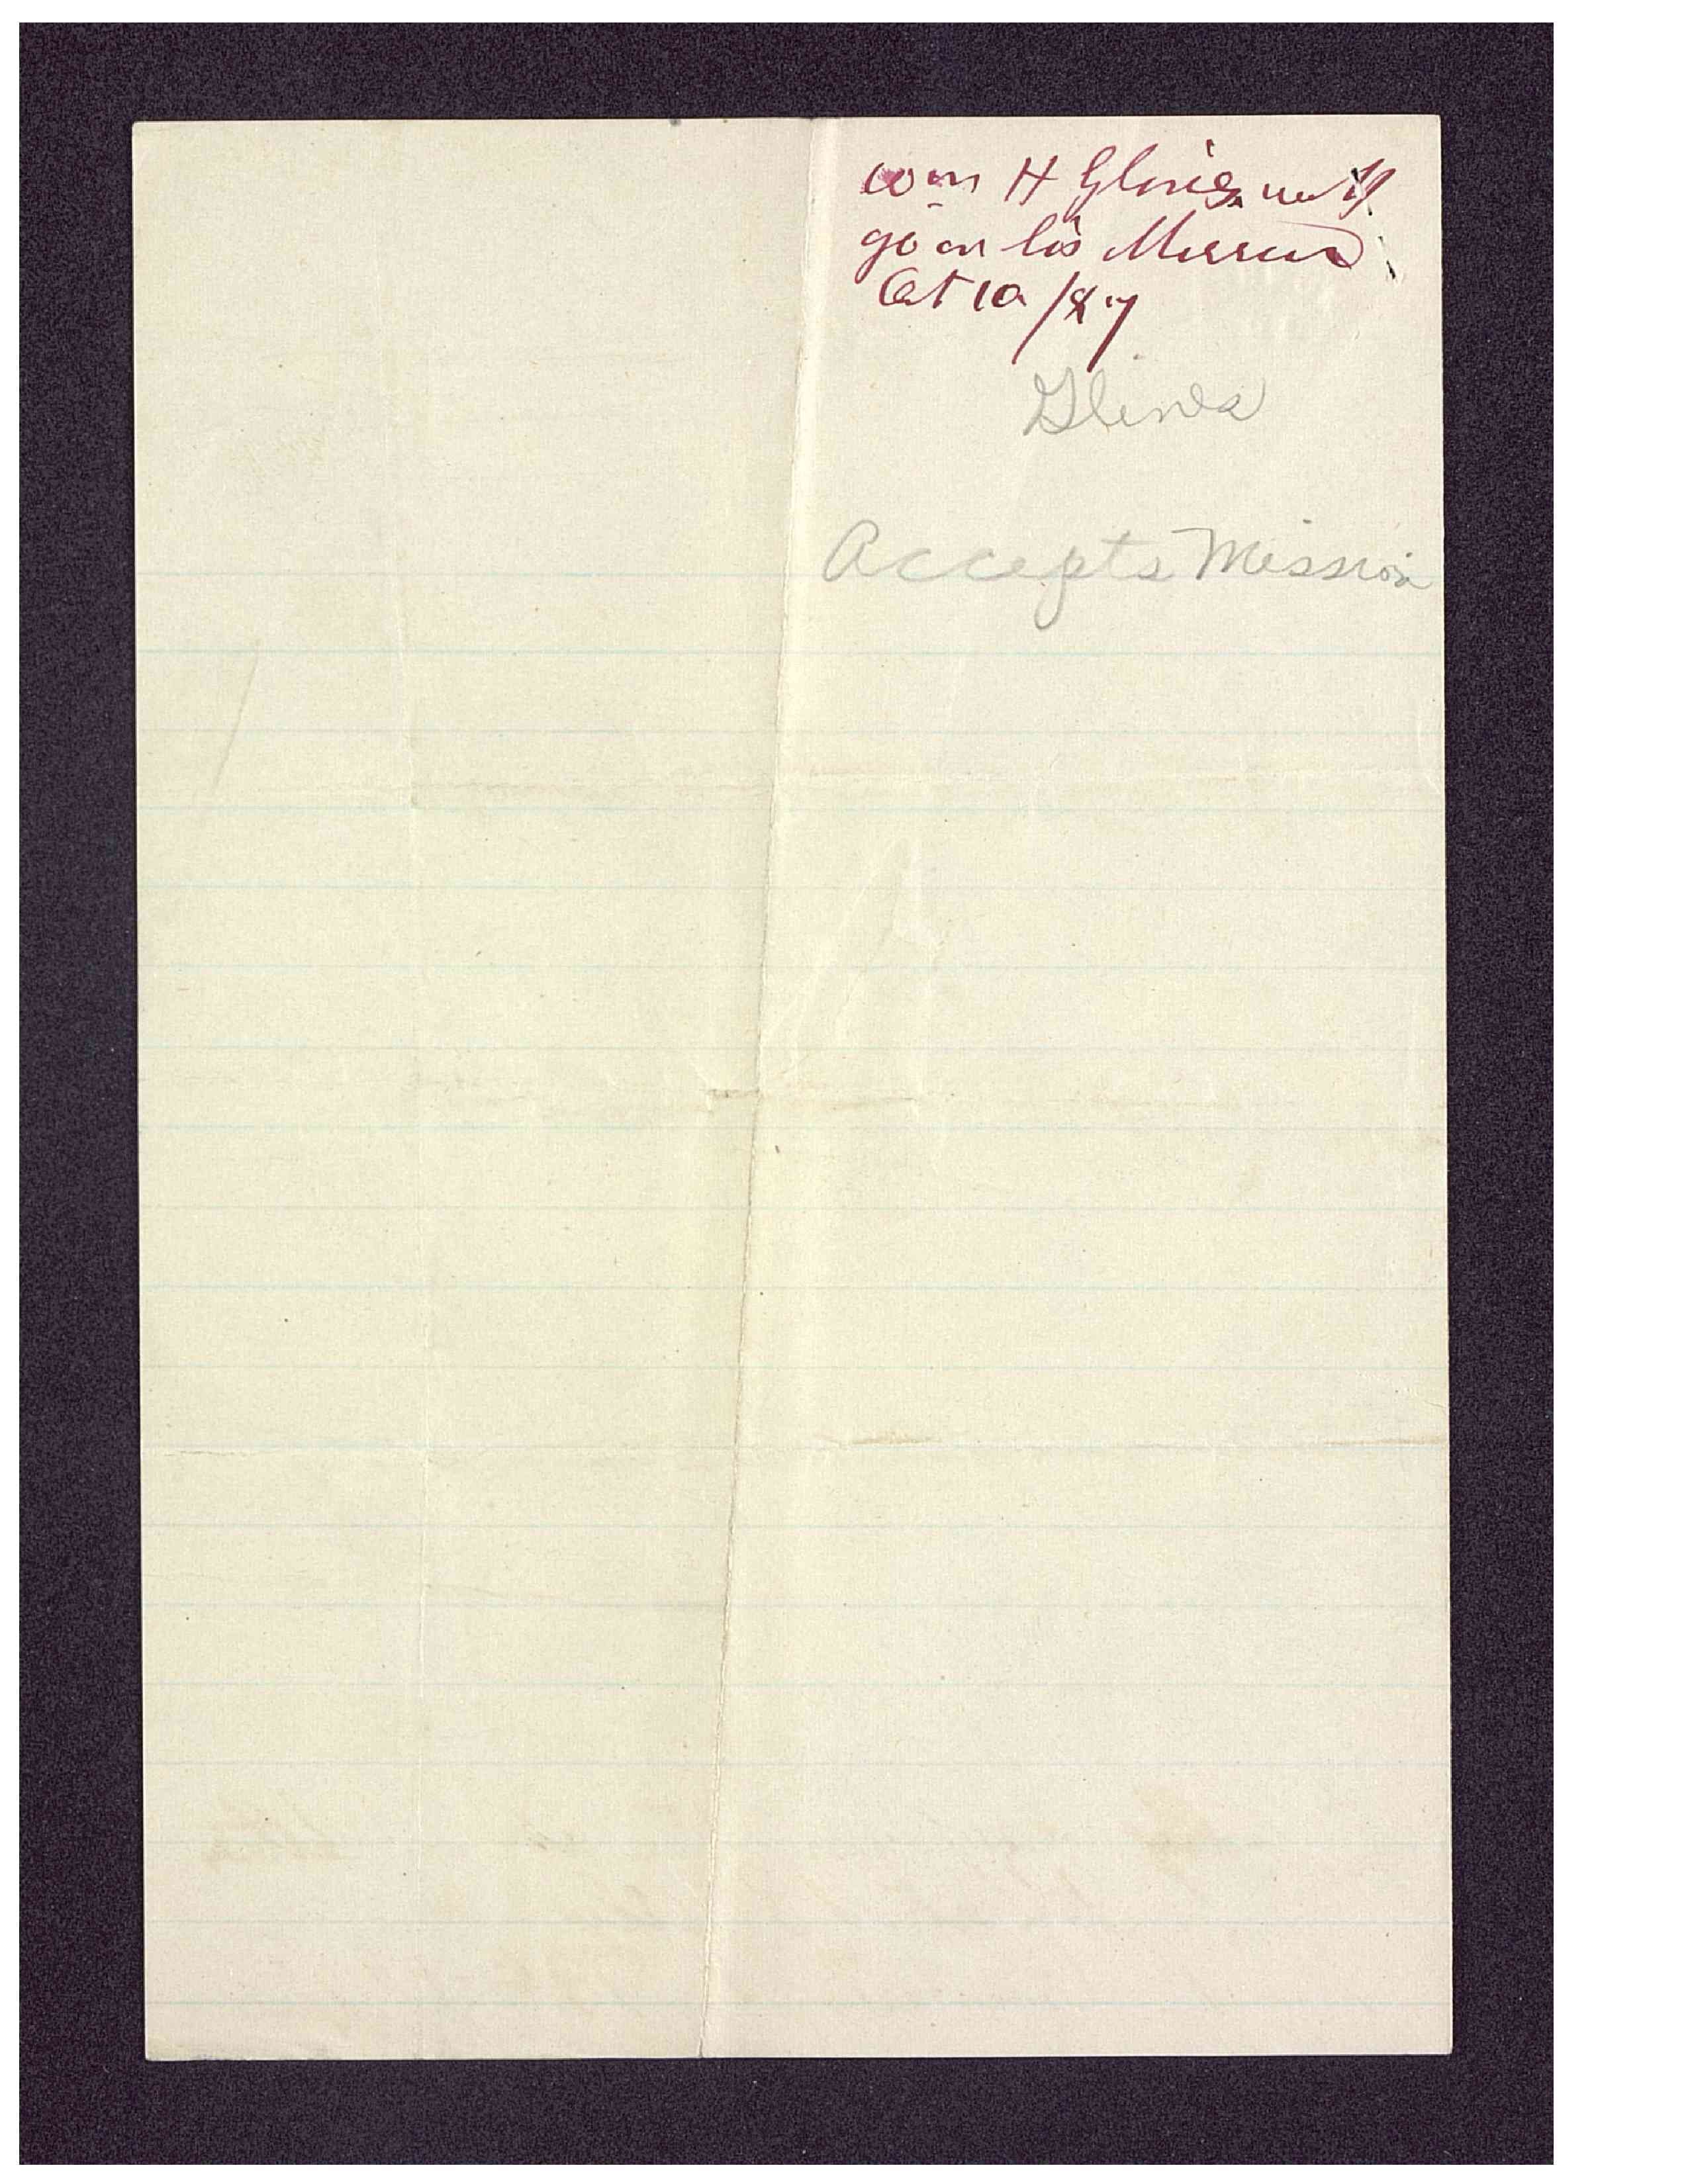 Wm H Glines will
go on his Mission
Oct 10/87
Glines
Accepts Mission